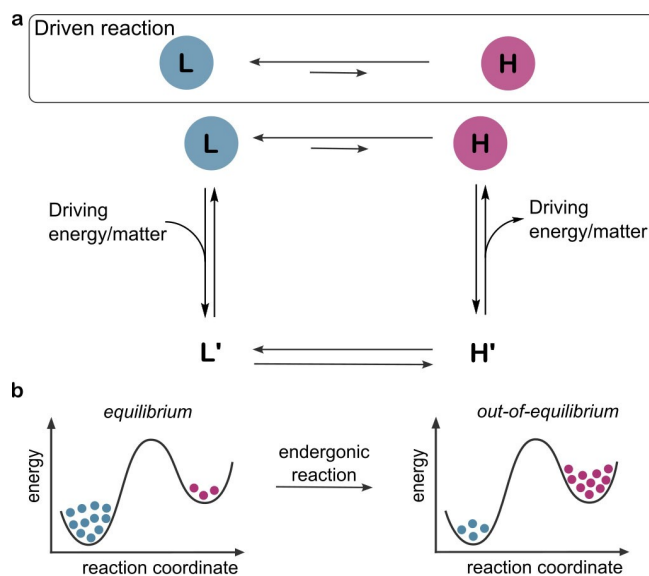 a
Driven reaction
L
H
L
H
Driving
energy/matter
Driving
energy/matter
L'
H'
b
equilibrium
out-of-equilibrium
endergonic
reaction
energy
energy
reaction coordinate
reaction coordinate